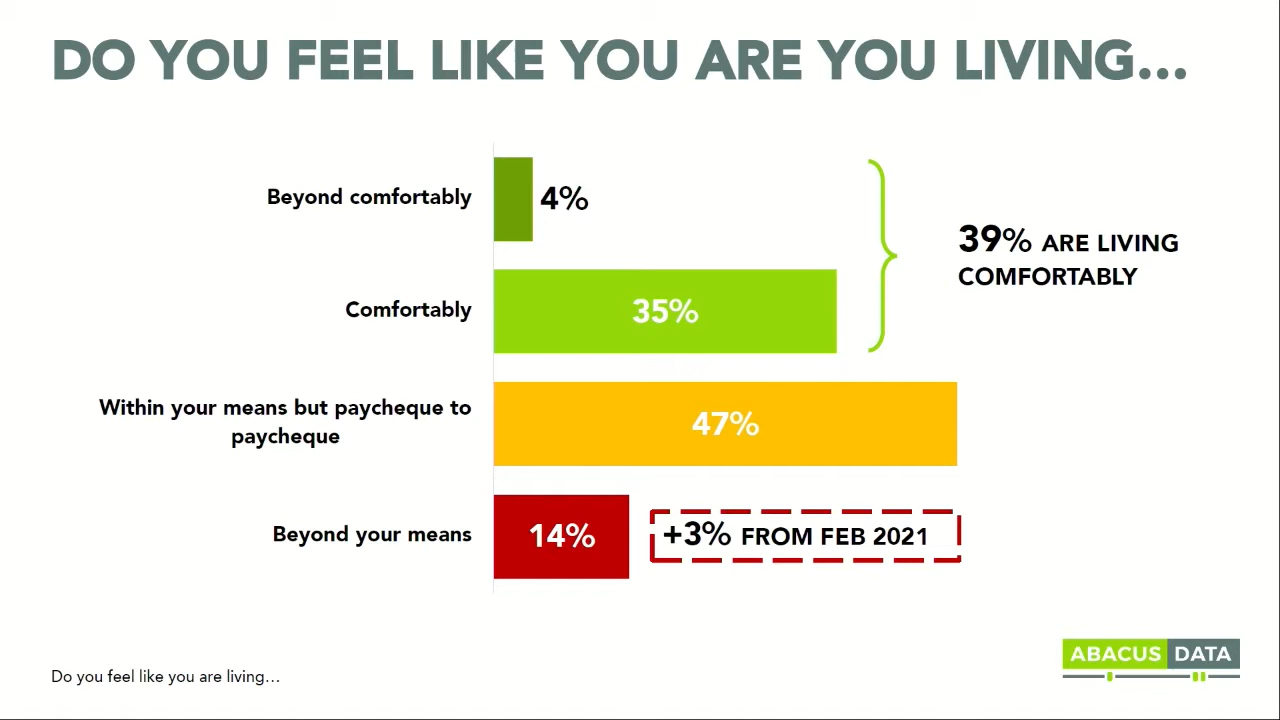 DO YOU FEEL LIKE YOU ARE YOU LIVING...
Beyond comfortably
4%
39% ARE LIVING
COMFORTABLY
Comfortably
35%
Within your means but paycheque to
paycheque
47%
Beyond your means
14%
+3% FROM FEB 2021
ABACUS DATA
Do you feel like you are living...